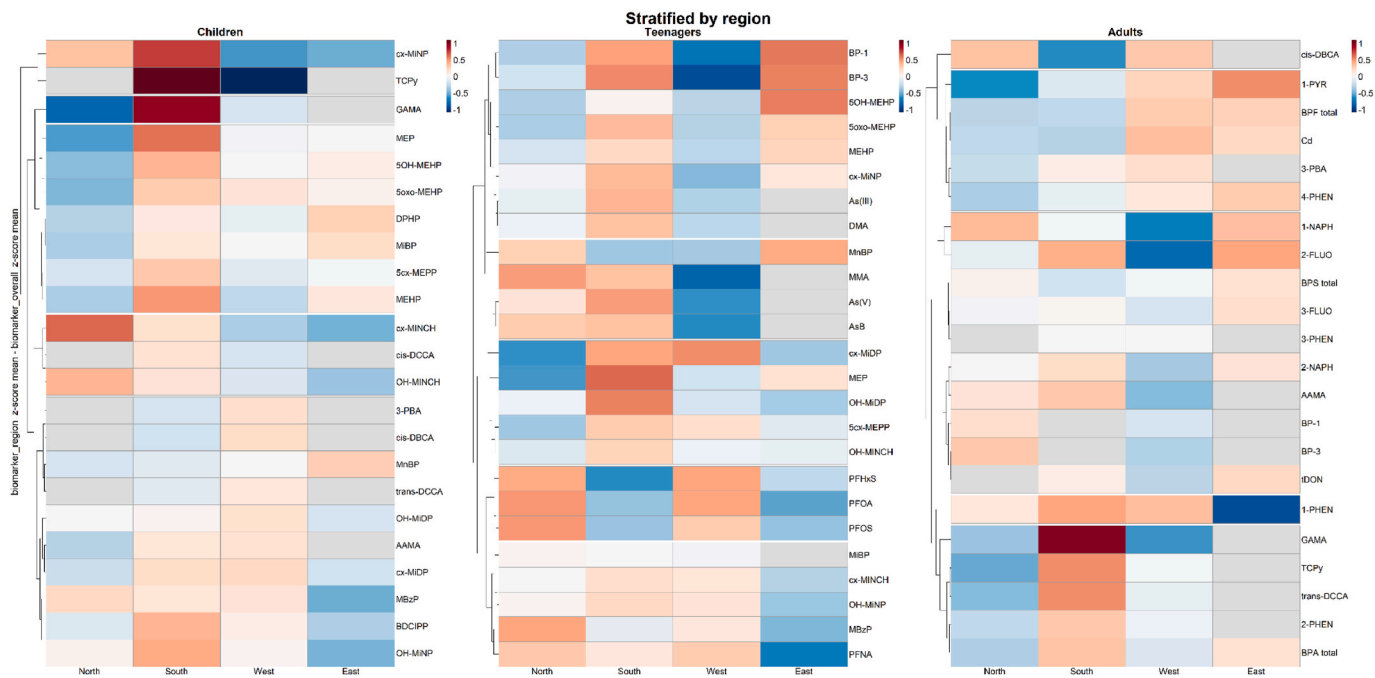 Stratified by region
Children
biomarker_region z-score mean - biomarker_overall z-score mean
cx-MiNP
TCPy
GAMA
MEP
5OH-MEHP
5oxo-MEHP
DPHP
MiBP
5cx-MEPP
MEHP
cx-MINCH
cis-DCCA
OH-MINCH
3-PBA
cis-DBCA
MnBP
trans-DCCA
OH-MiDP
AAMA
cx-MiDP
MBzP
BDCIPP
OH-MiNP
North South West East
1
0.5
0
-0.5
-1
Teenagers
BP-1
BP-3
5OH-MEHP
5oxo-MEHP
MEHP
cx-MiNP
As(III)
DMA
MnBP
MMA
As(V)
AsB
cx-MiDP
MEP
OH-MiDP
5cx-MEPP
OH-MINCH
PFHxS
PFOA
PFOS
MiBP
cx-MINCH
OH-MiNP
MBzP
PFNA
North South West East
1
0.5
0
-0.5
-1
Adults
cis-DBCA
1-PYR
BPF total
Cd
3-PBA
4-PHEN
1-NAPH
2-FLUO
BPS total
3-FLUO
3-PHEN
2-NAPH
AAMA
BP-1
BP-3
tDON
1-PHEN
GAMA
TCPy
trans-DCCA
2-PHEN
BPA total
North South West East
1
0.5
0
-0.5
-1